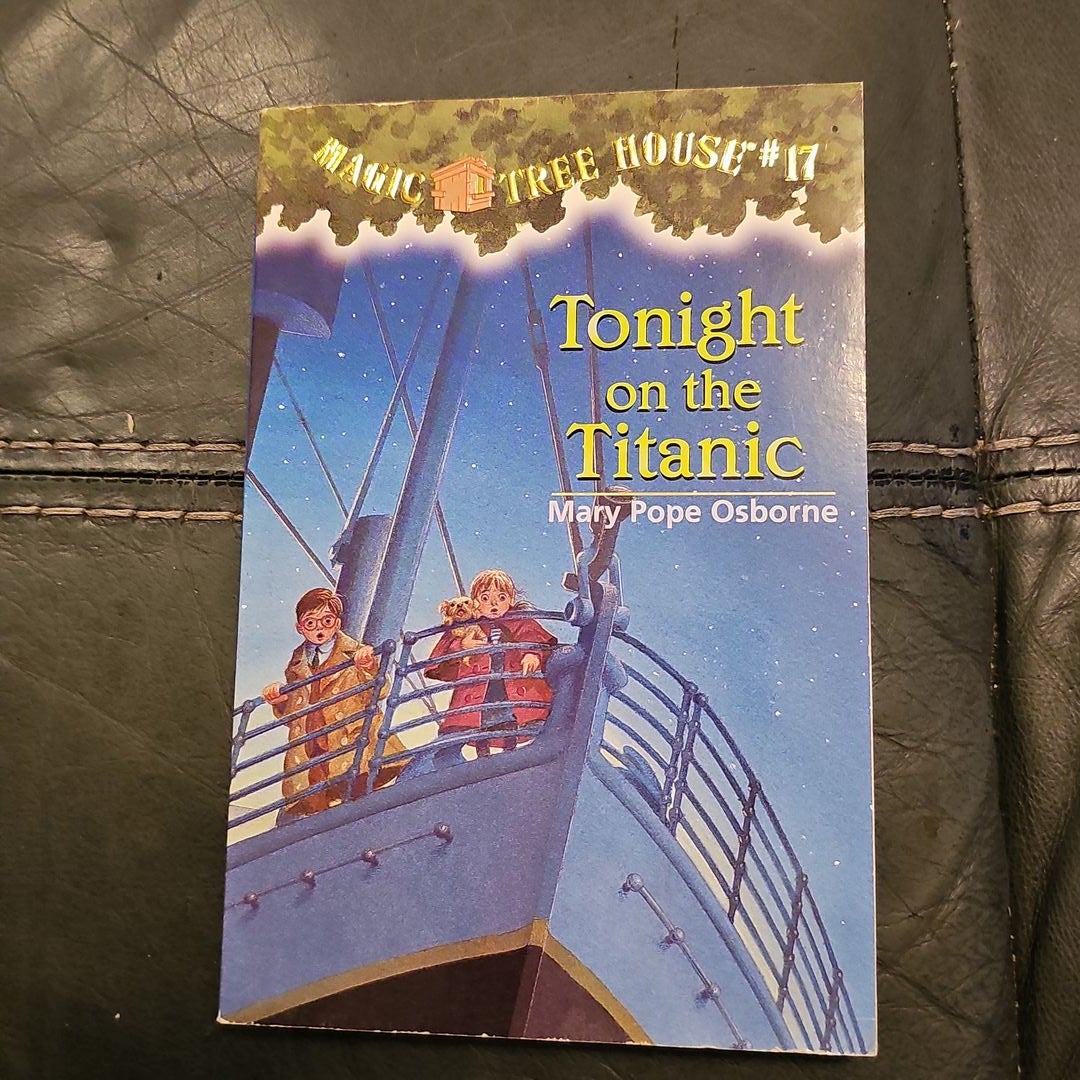 MAGIC TREE HOUSE® #17
Tonight
on the
Titanic
Mary Pope Osborne